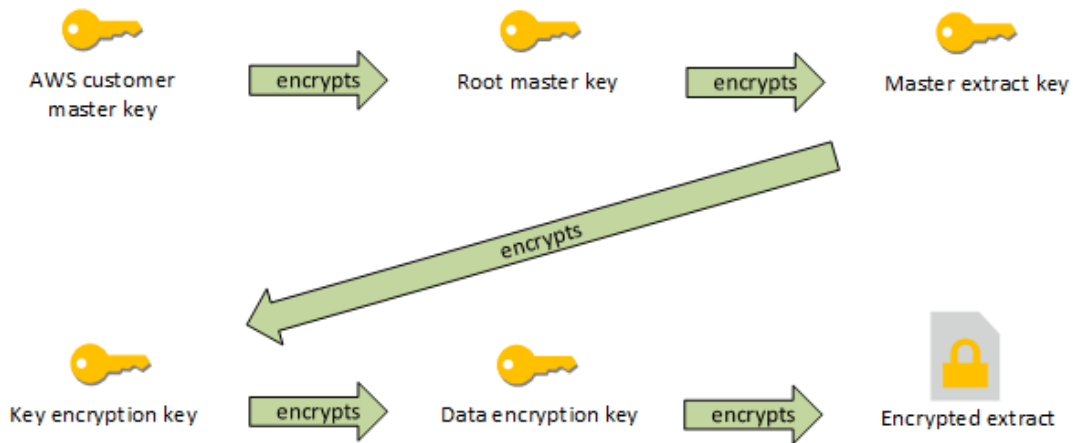 AWS customer
master key
encrypts
Root master key
encrypts
Master extract key
encrypts
Key encryption key
encrypts
Data encryption key
encrypts
Encrypted extract